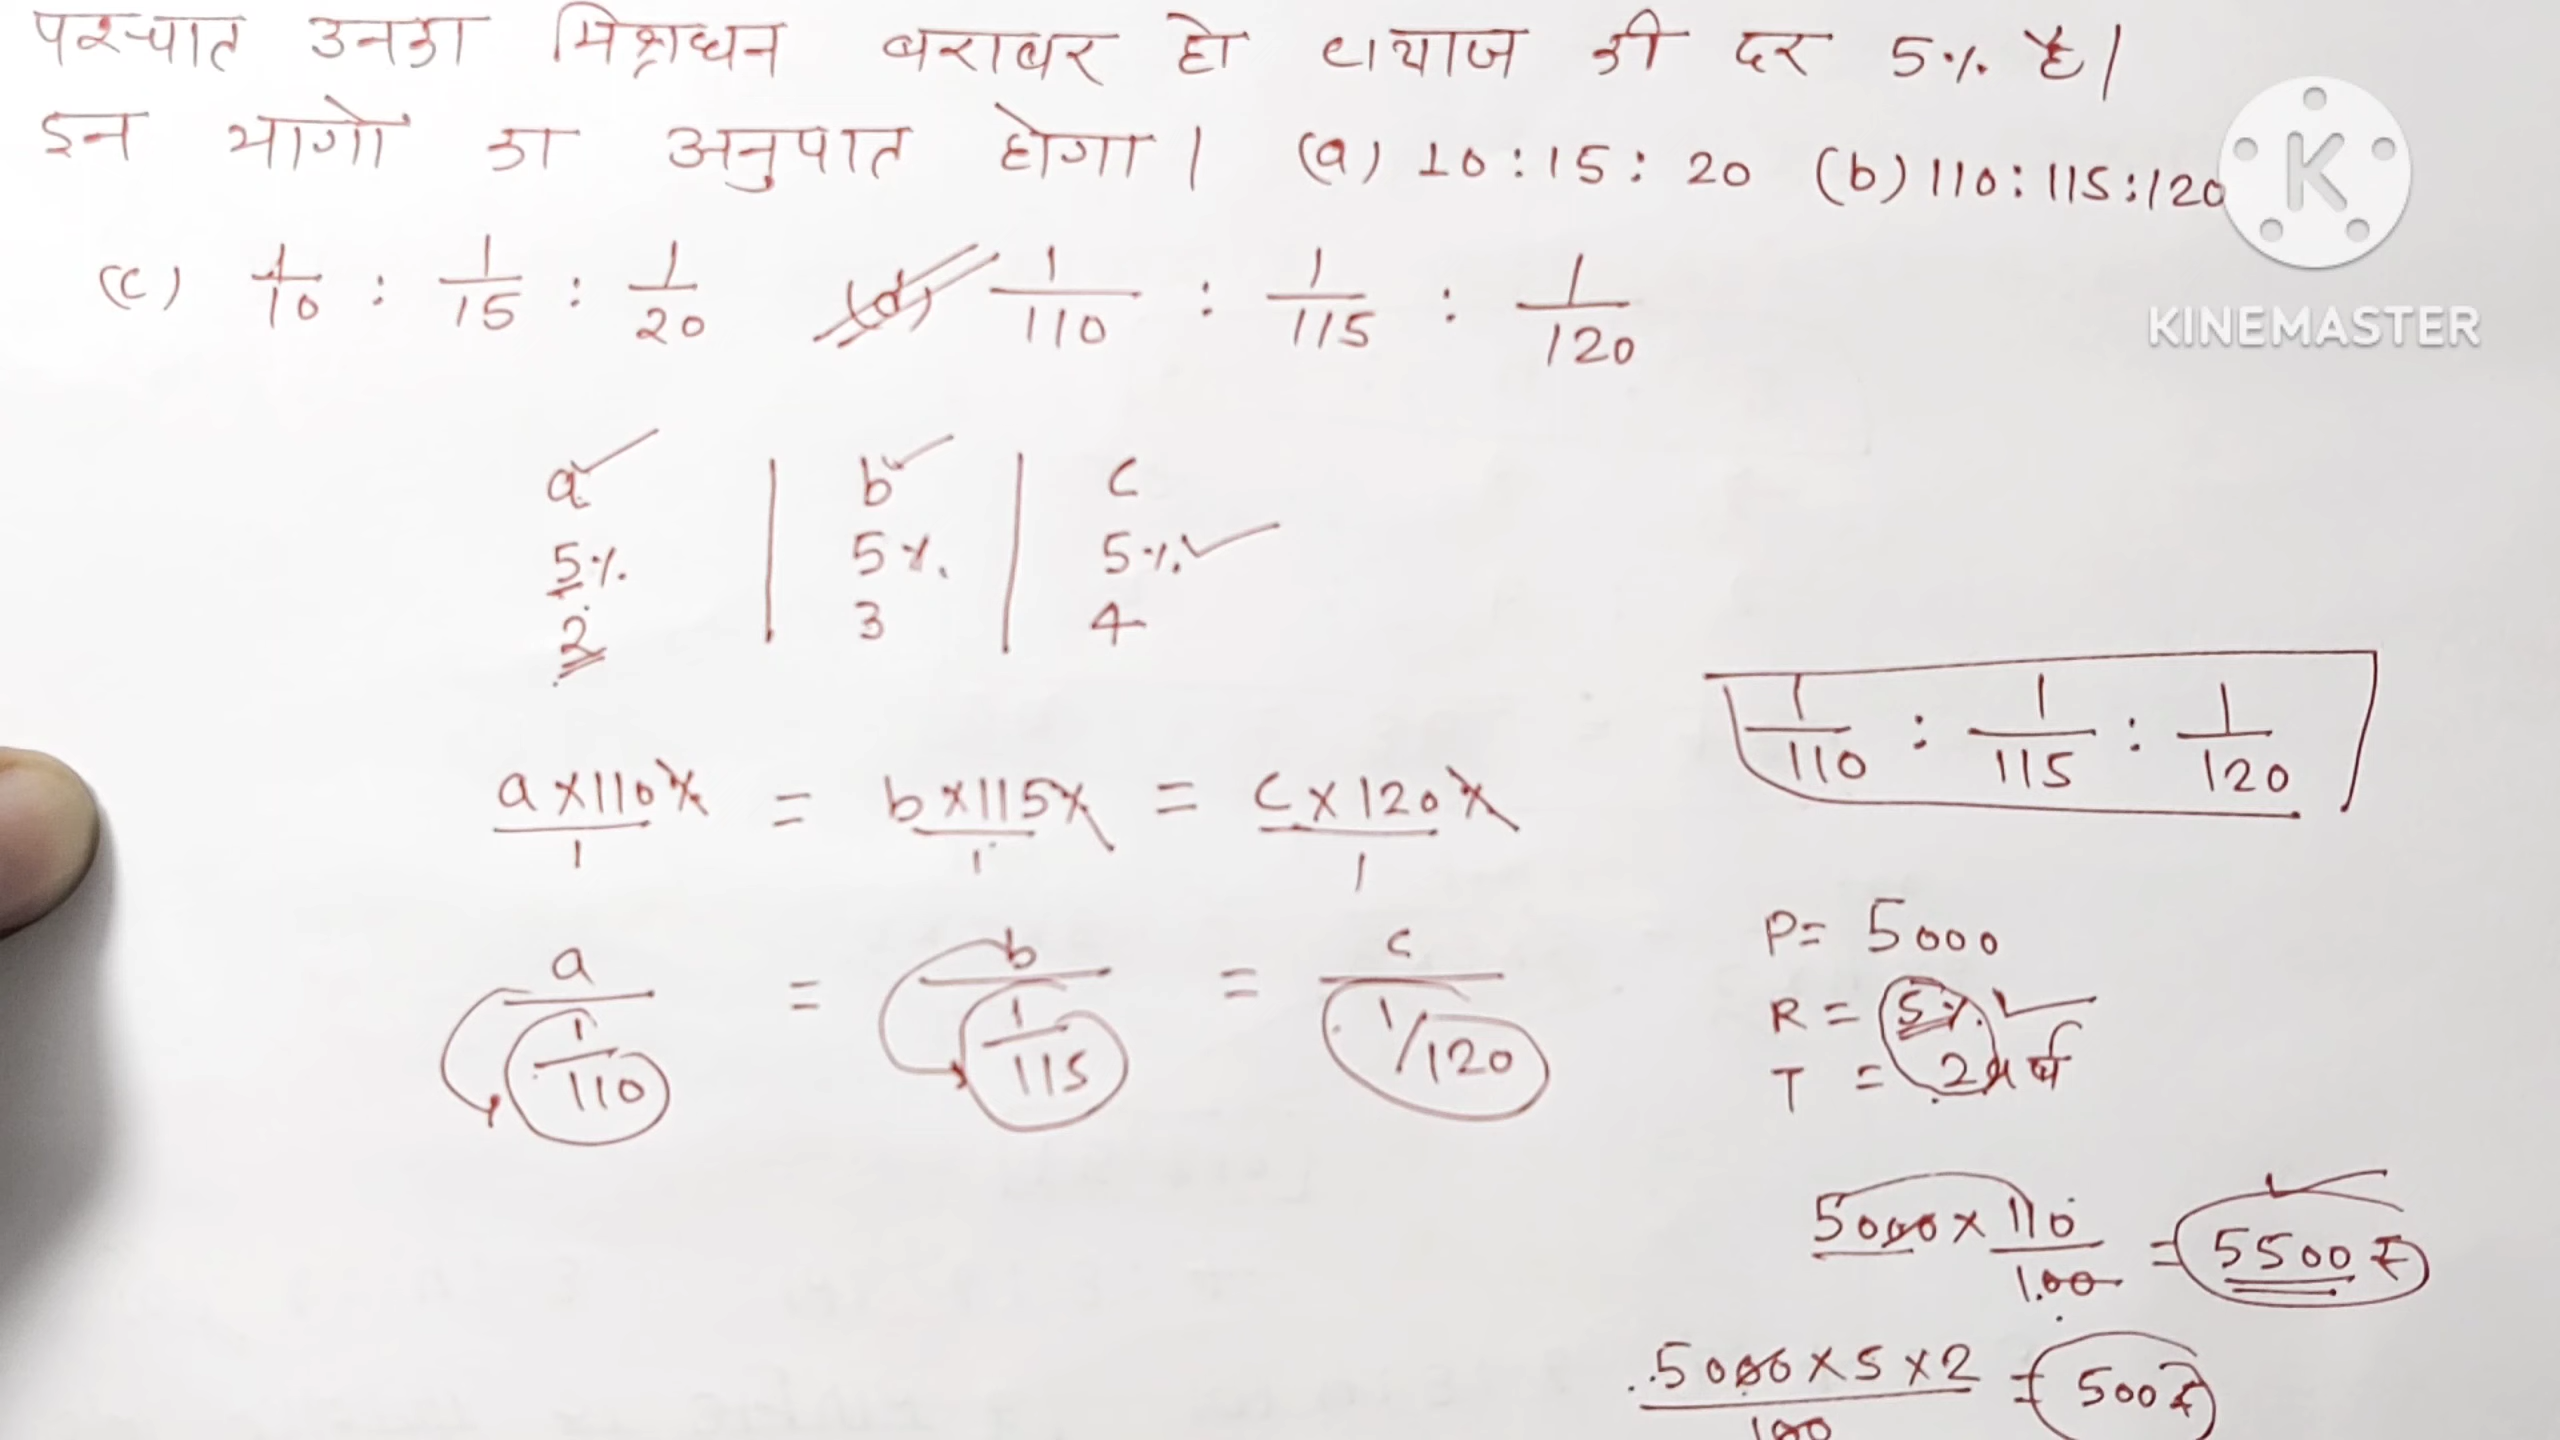 पश्चात उनका मिश्रधन बराबर हो ब्याज की दर 5% है।
इन भागो का अनुपात होगा। (a) 10 : 15 : 20 (b) 110 : 115 : 120
(c) 1/10 : 1/15 : 1/20 (d) 1/110 : 1/115 : 1/120
KINEMASTER
a | b | c
5% | 5% | 5%
2 | 3 | 4
1/110 : 1/115 : 1/120
a×110%/1 = b×115%/1 = c×120%/1
a/(1/110) = b/(1/115) = c/(1/120)
P = 5000
R = 5%
T = 2 वर्ष
5000 × 110/100 = 5500 ₹
5000×5×2/100 = 500 ₹